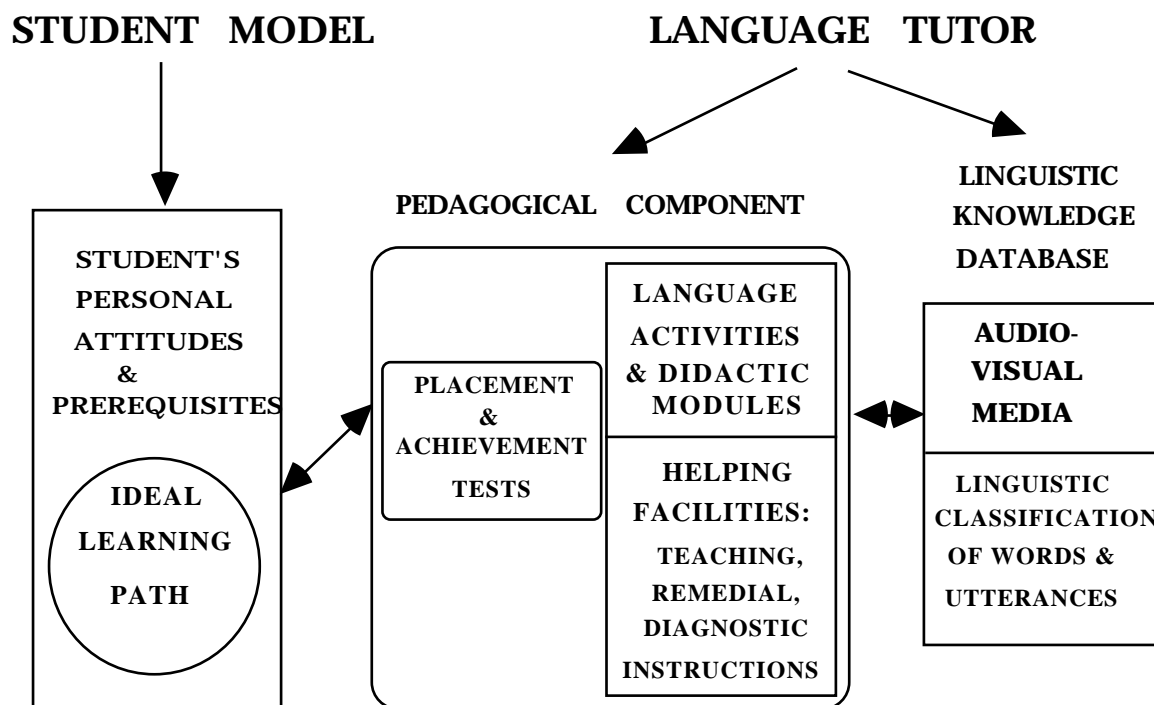 STUDENT MODEL
LANGUAGE TUTOR
STUDENT'S
PERSONAL
ATTITUDES
&
PREREQUISITES
IDEAL
LEARNING
PATH
PEDAGOGICAL COMPONENT
PLACEMENT
&
ACHIEVEMENT
TESTS
LANGUAGE
ACTIVITIES
& DIDACTIC
MODULES
HELPING
FACILITIES:
TEACHING,
REMEDIAL,
DIAGNOSTIC
INSTRUCTIONS
LINGUISTIC
KNOWLEDGE
DATABASE
AUDIO-
VISUAL
MEDIA
LINGUISTIC
CLASSIFICATION
OF WORDS &
UTTERANCES